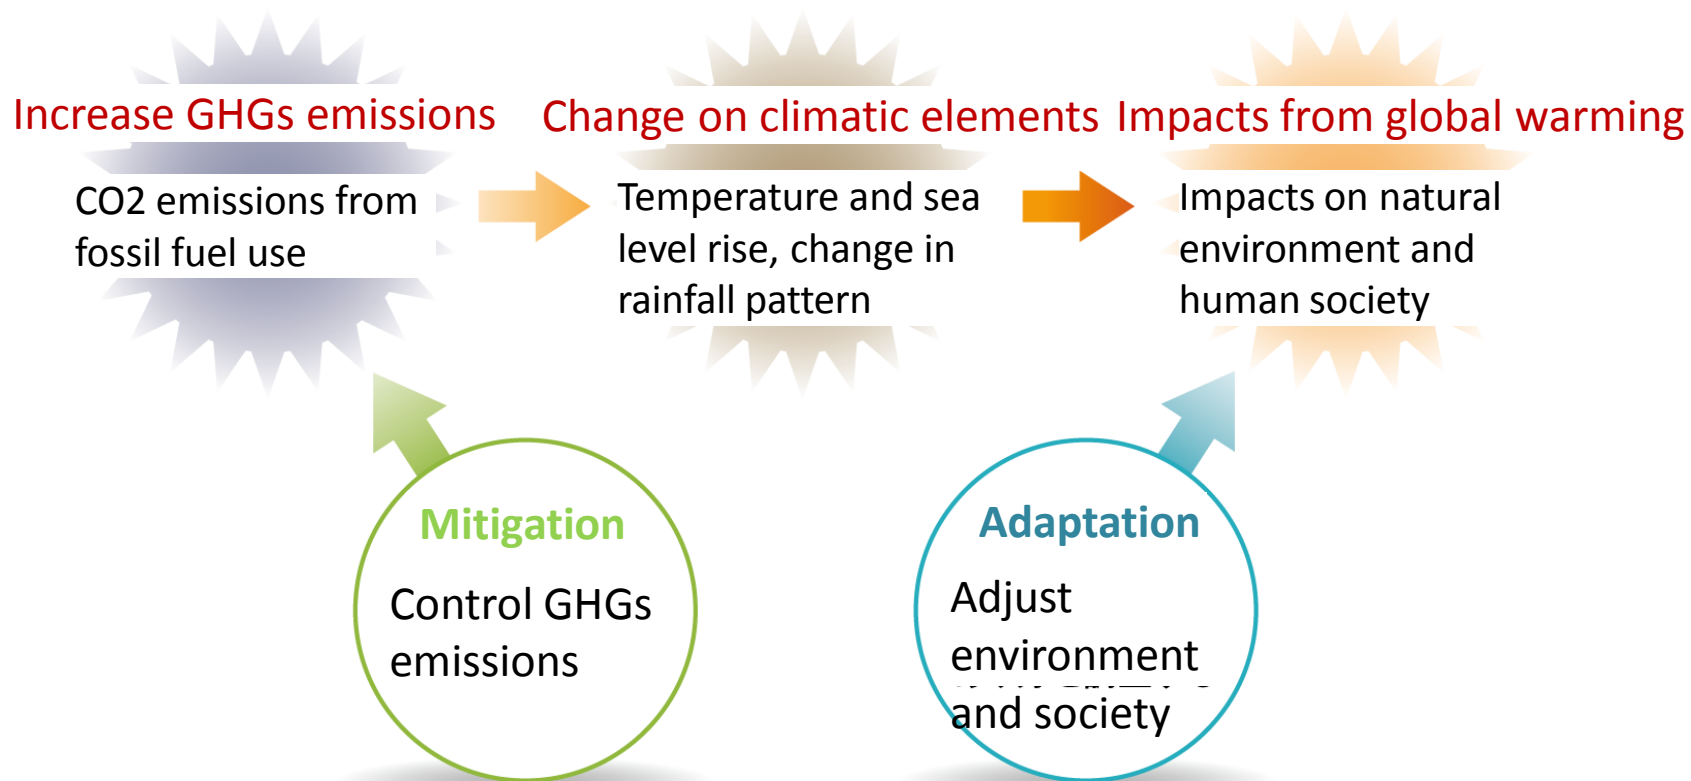 Increase GHGs emissions
CO2 emissions from
fossil fuel use
Change on climatic elements
Temperature and sea
level rise, change in
rainfall pattern
Impacts from global warming
Impacts on natural
environment and
human society
Mitigation
Control GHGs
emissions
Adaptation
Adjust
environment
and society